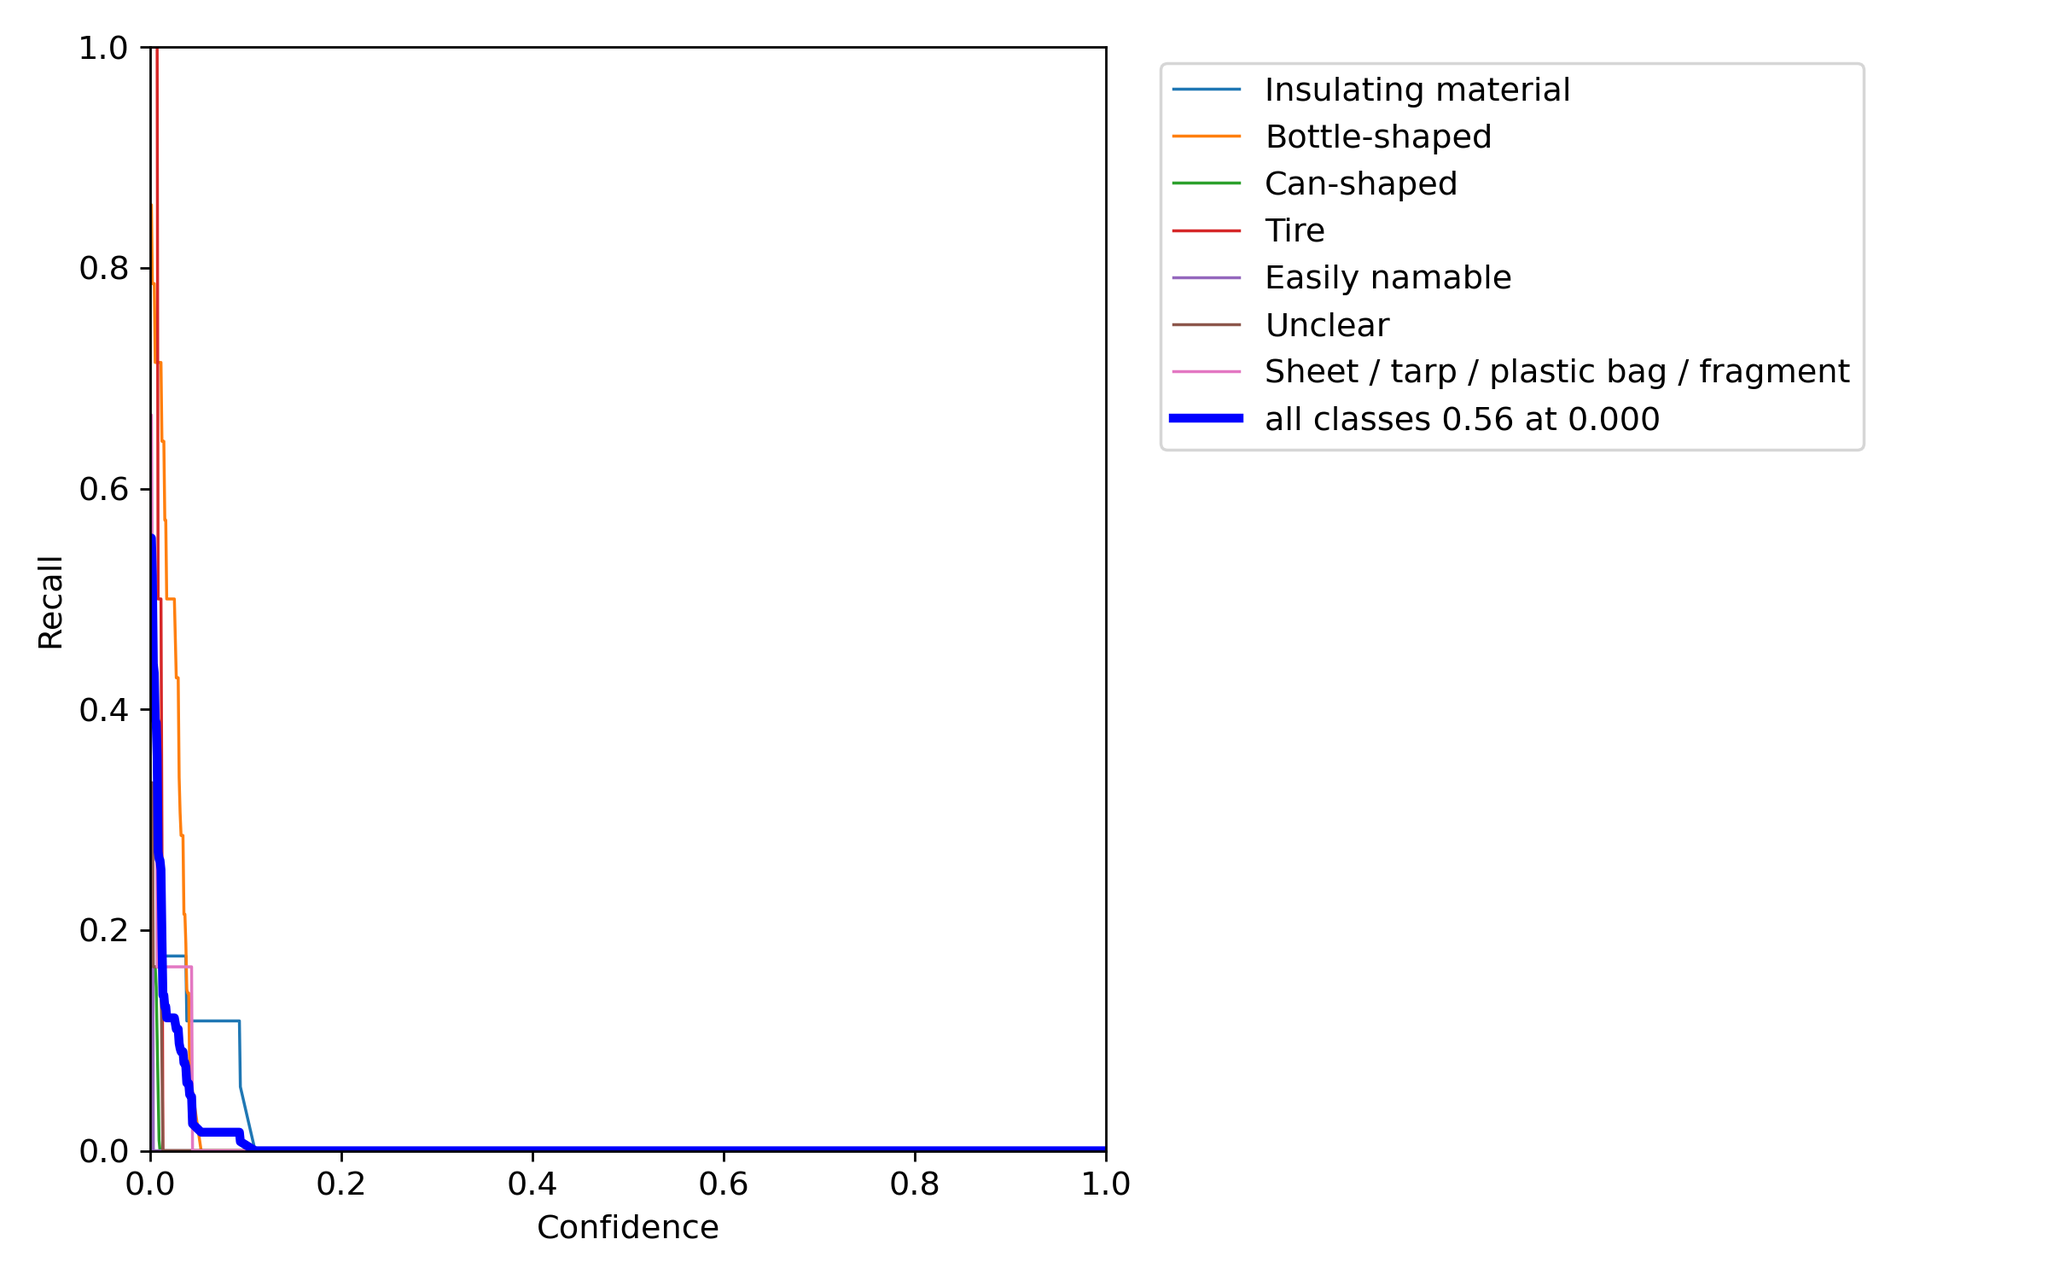 1.0
0.8
0.6
0.4
0.2
0.0
Recall
0.0 0.2 0.4 0.6 0.8 1.0
Confidence
Insulating material
Bottle-shaped
Can-shaped
Tire
Easily namable
Unclear
Sheet / tarp / plastic bag / fragment
all classes 0.56 at 0.000